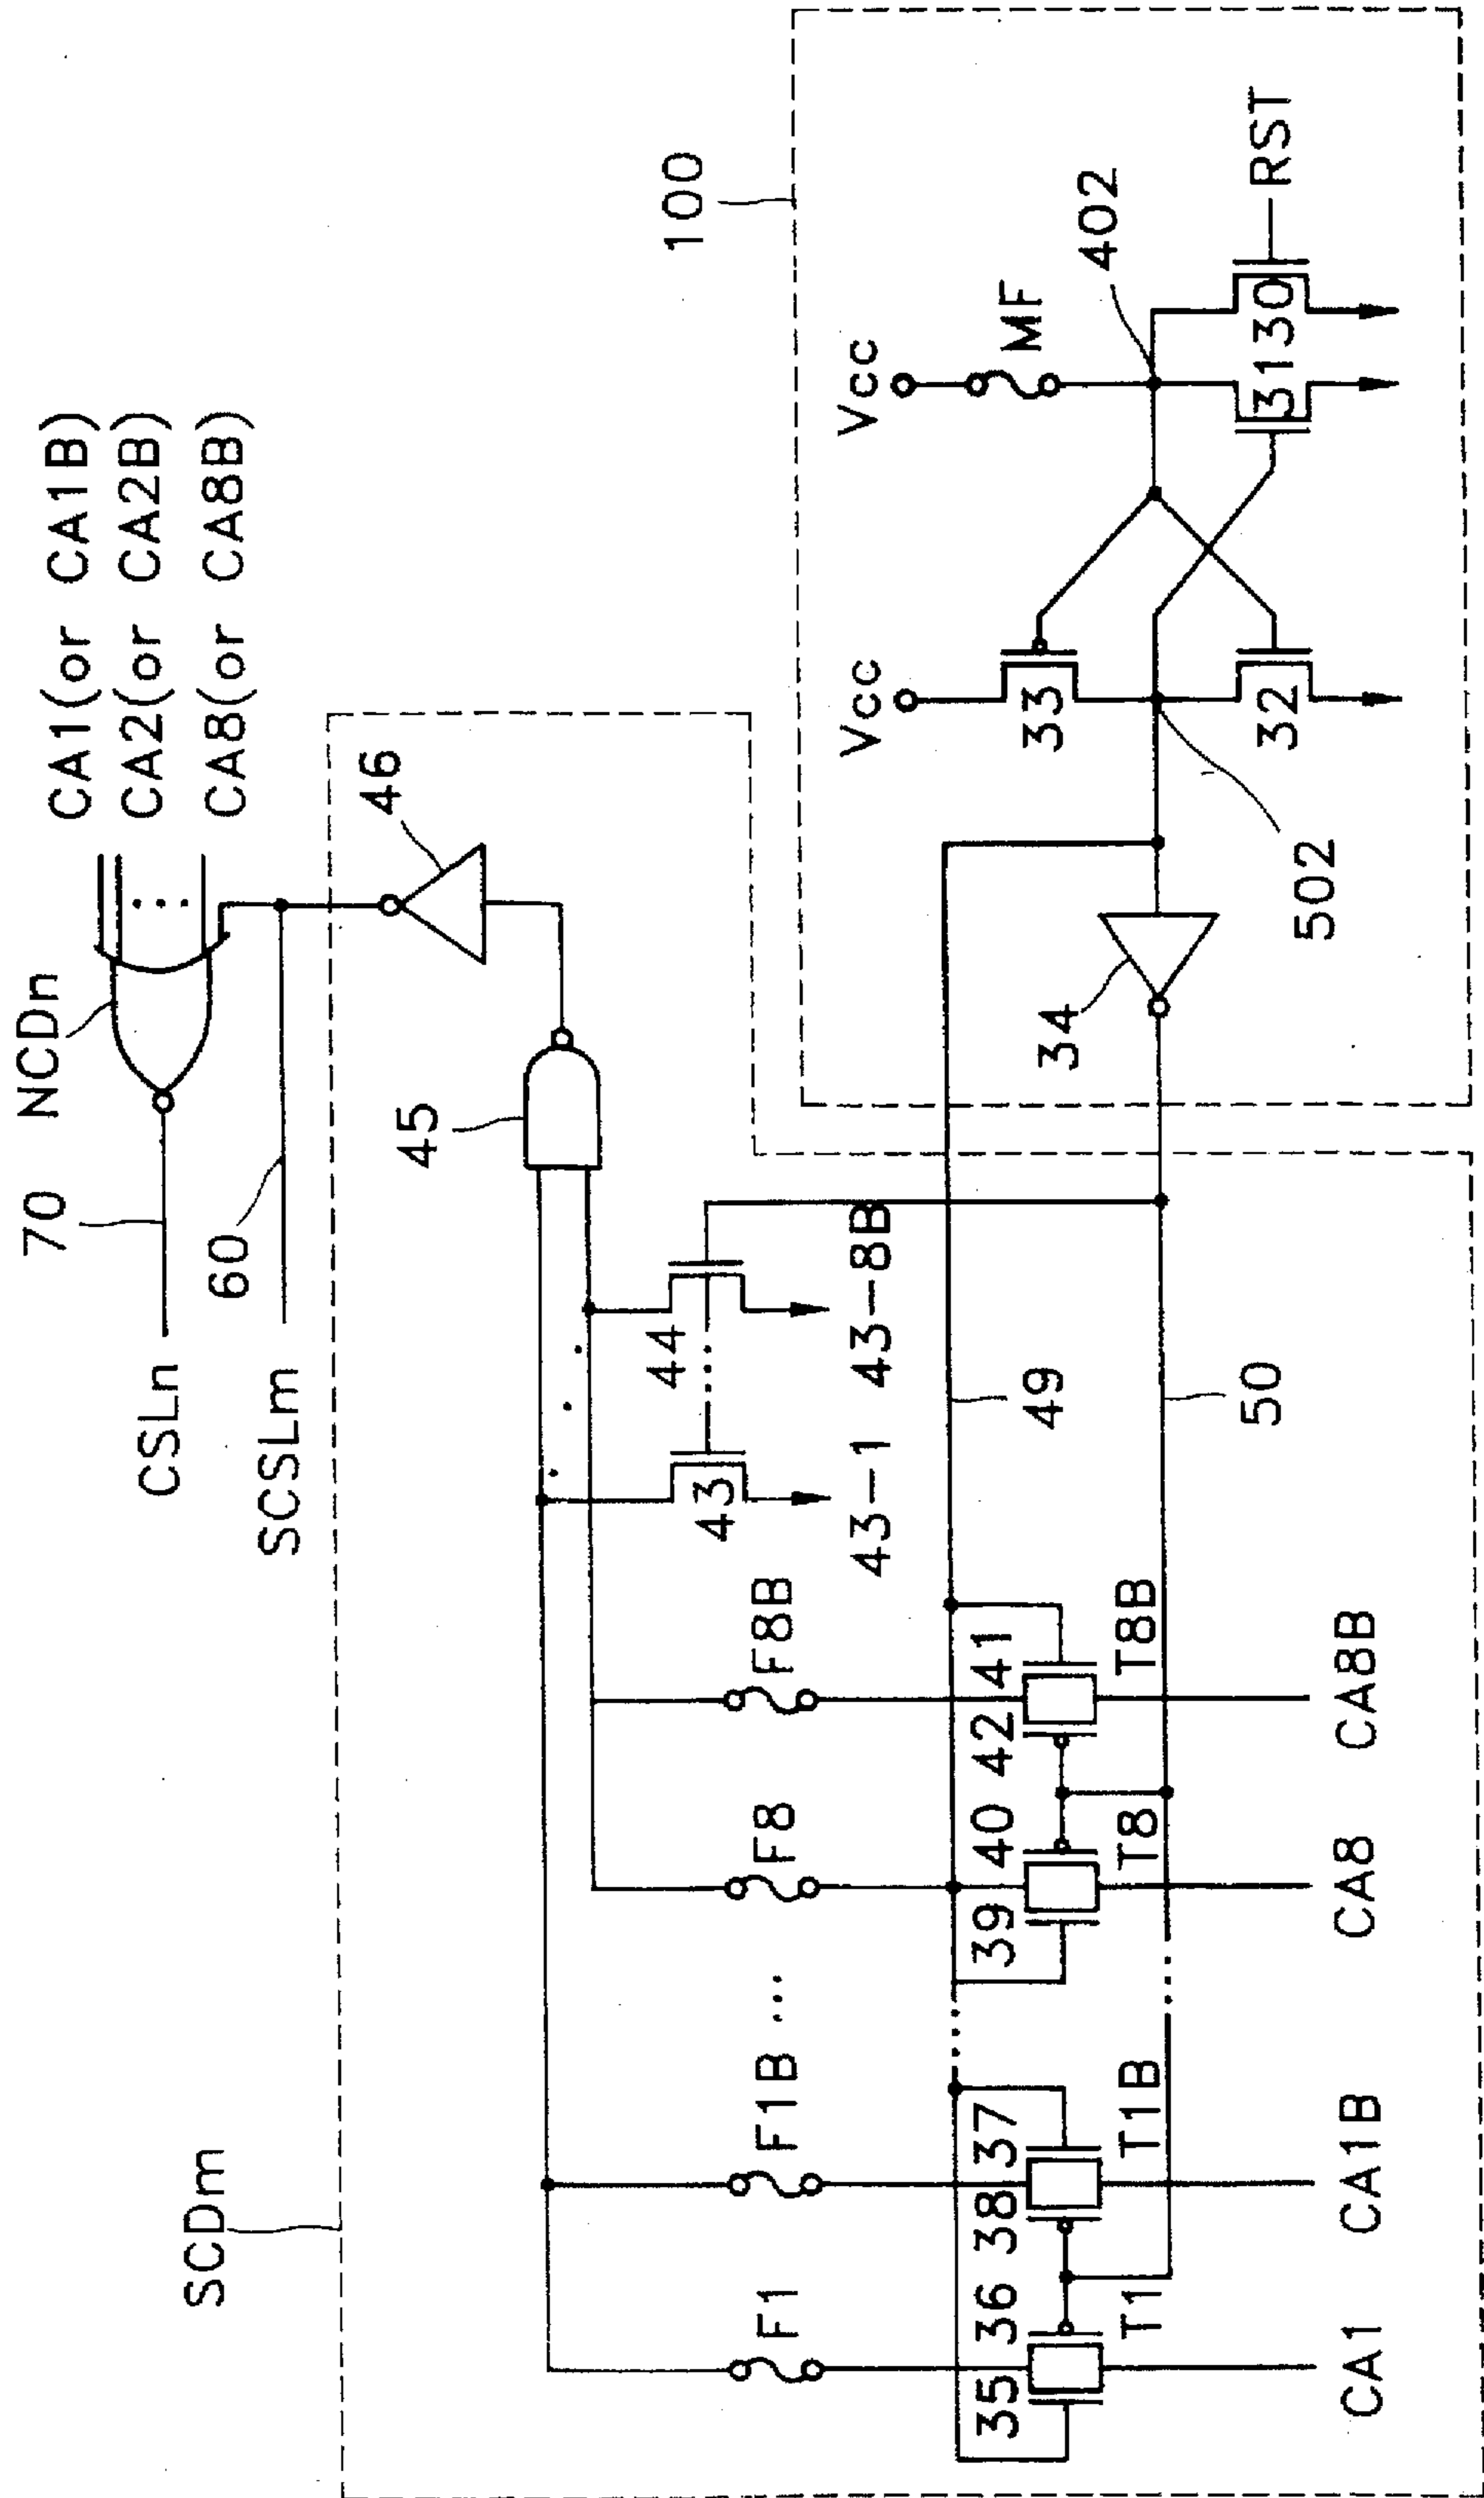 CA1(or CA1B)
CA2(or CA2B)
CA8(or CA8B)
NCDn
70
CSLn
60
SCSLm
SCDm
46
45
44
43
43-1 43-8B
F1
F1B
...
F8
F8B
49
50
35 36
T1
38 37
T1B
39 40
T8
42 41
T8B
CA1
CA1B
CA8
CA8B
100
Vcc
Vcc
MF
402
RST
31
30
33
32
34
502